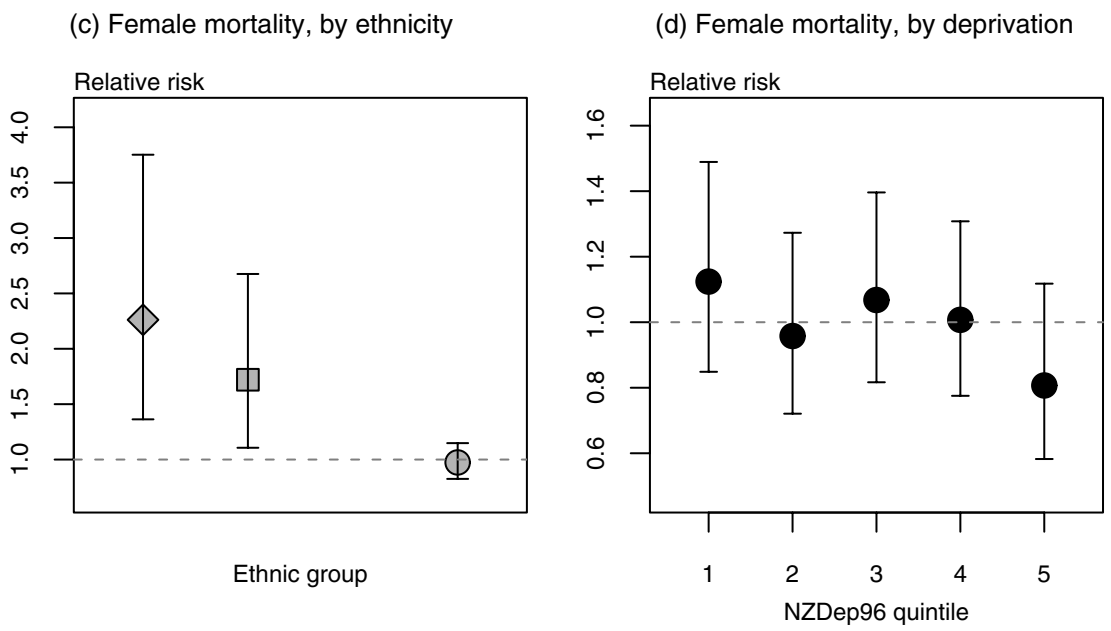 (c) Female mortality, by ethnicity
Relative risk
4.0
3.5
3.0
2.5
2.0
1.5
1.0
Ethnic group
(d) Female mortality, by deprivation
Relative risk
1.6
1.4
1.2
1.0
0.8
0.6
1 2 3 4 5
NZDep96 quintile